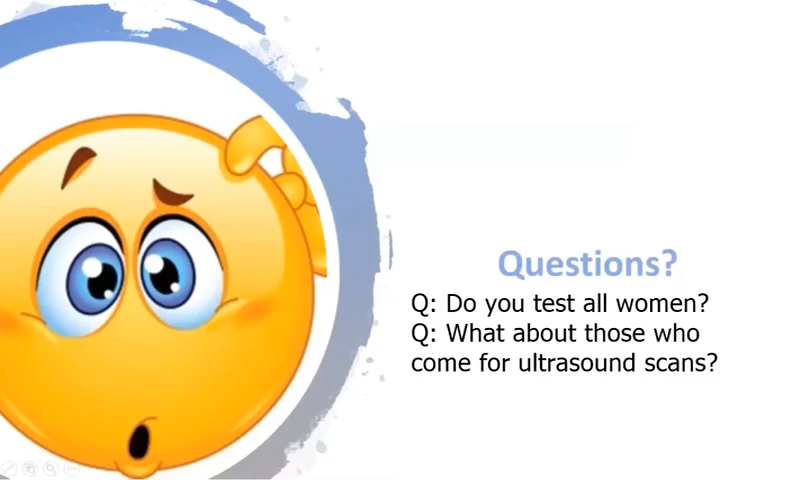 Questions?
Q: Do you test all women?
Q: What about those who
come for ultrasound scans?